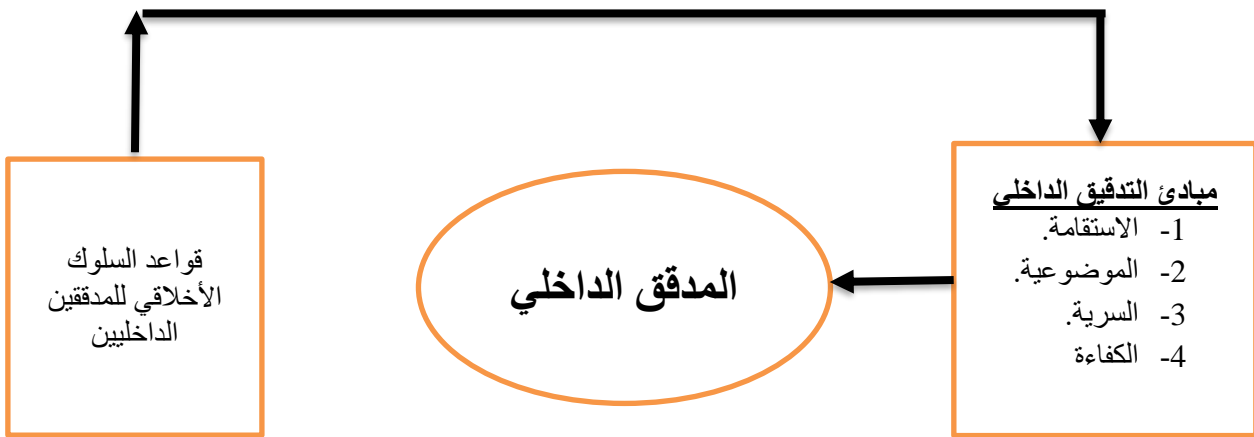 مبادئ التدقيق الداخلي
1- الاستقامة.
2- الموضوعية.
3- السرية.
4- الكفاءة
المدقق الداخلي
قواعد السلوك
الأخلاقي للمدققين
الداخليين